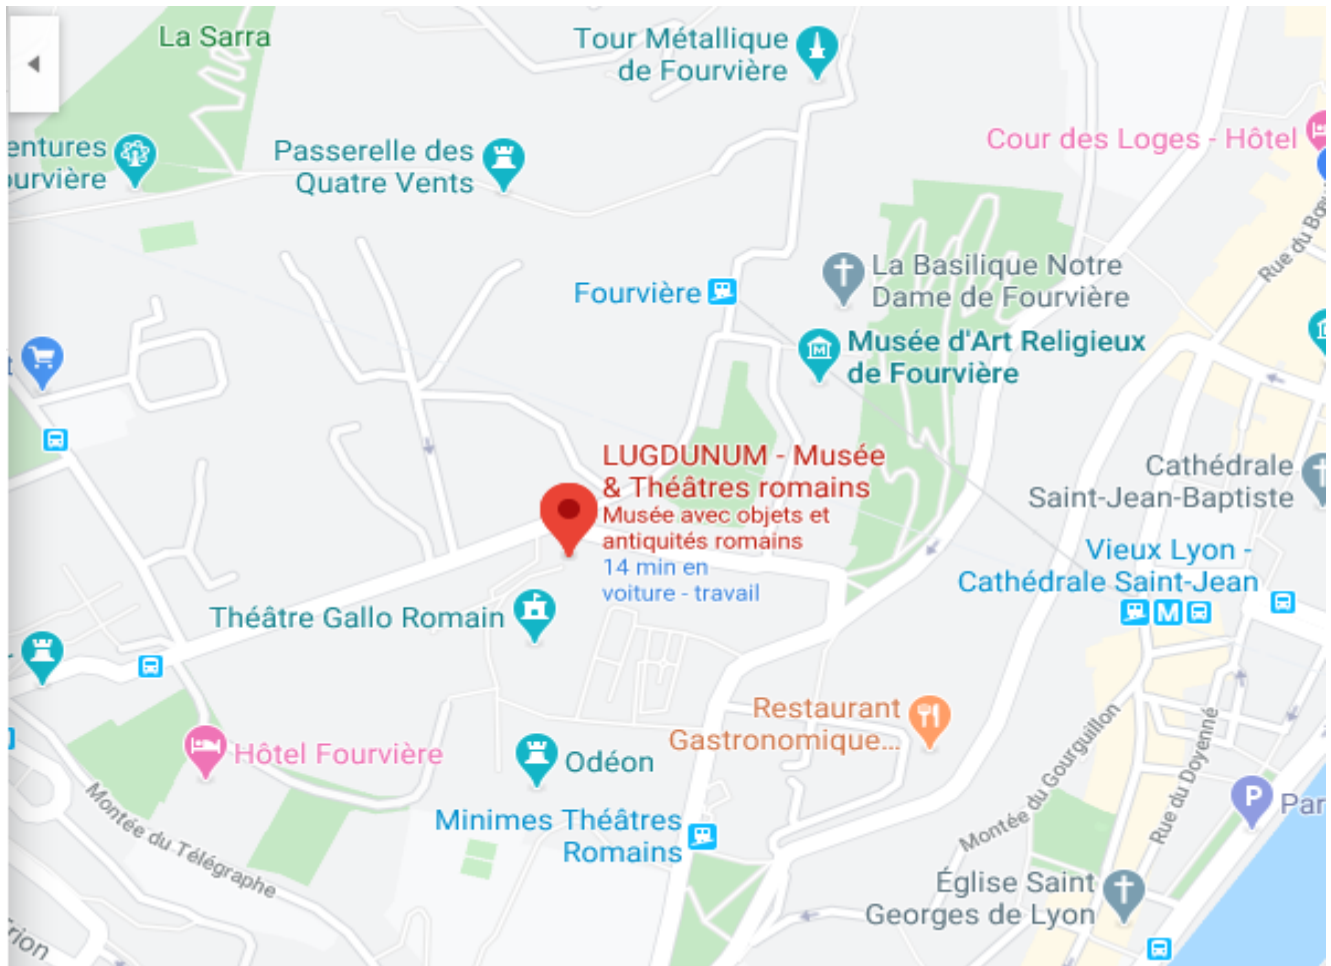 La Sarra
Tour Métallique
de Fourvière
entures
ourvière
Passerelle des
Quatre Vents
Cour des Loges - Hôtel
Rue du Bœuf
Fourvière
La Basilique Notre
Dame de Fourvière
Musée d'Art Religieux
de Fourvière
t
LUGDUNUM - Musée
& Théâtres romains
Musée avec objets et
antiquités romains
14 min en
voiture - travail
Cathédrale
Saint-Jean-Baptiste
Vieux Lyon -
Cathédrale Saint-Jean
M
Théâtre Gallo Romain
Restaurant
Gastronomique...
Hôtel Fourvière
Odéon
Minimes Théâtres
Romains
Montée du Gourguillon
Rue du Doyenné
P
Par
Montée du Télégraphe
Église Saint
Georges de Lyon
rion